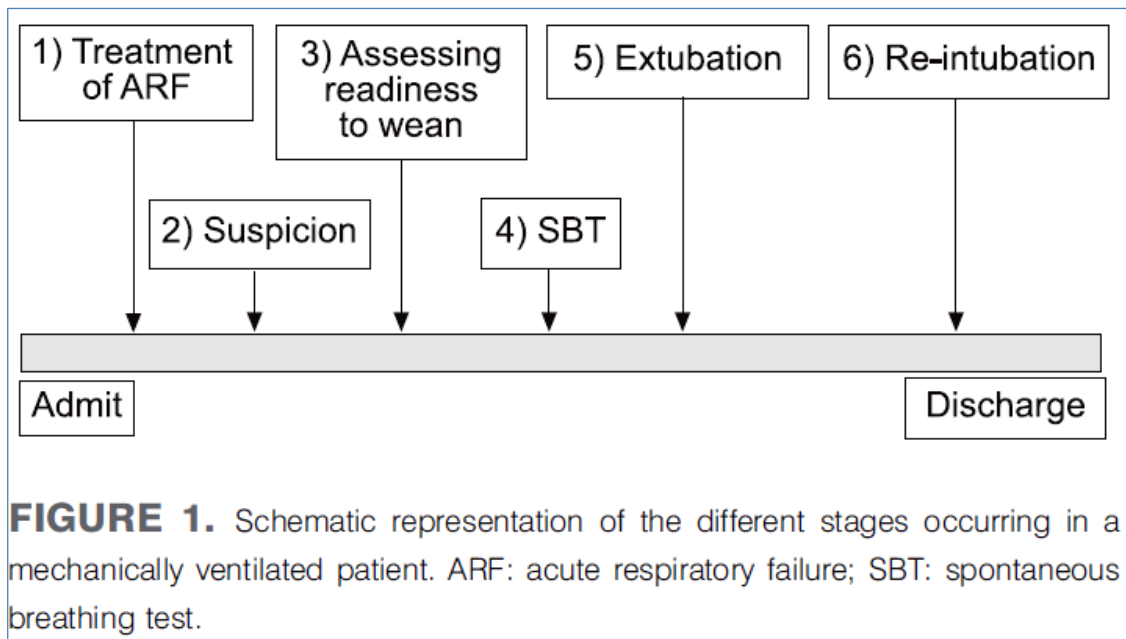 1) Treatment
of ARF
3) Assessing
readiness
to wean
5) Extubation
6) Re-intubation
2) Suspicion
4) SBT
Admit
Discharge
FIGURE 1. Schematic representation of the different stages occurring in a
mechanically ventilated patient. ARF: acute respiratory failure; SBT: spontaneous
breathing test.